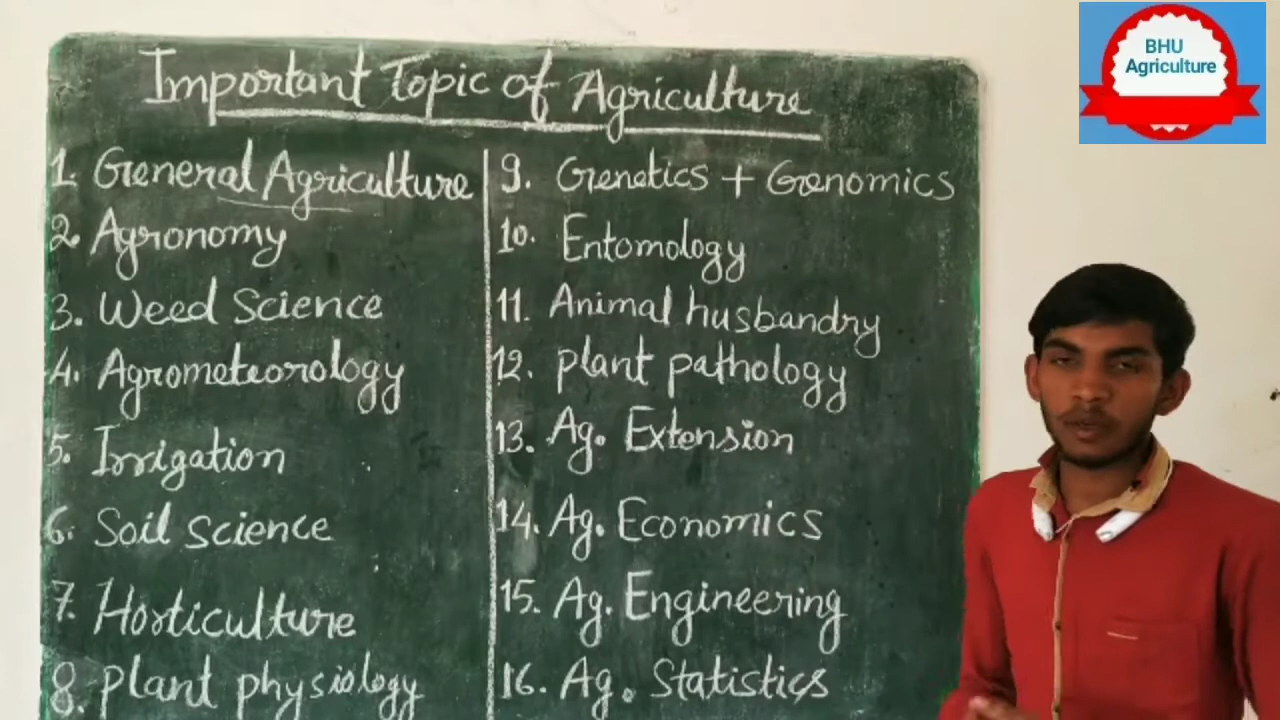 Important Topic of Agriculture
1. General Agriculture
2. Agronomy
3. Weed Science
4. Agrometeorology
5. Irrigation
6. Soil science
7. Horticulture
8. Plant physiology
9. Genetics + Genomics
10. Entomology
11. Animal husbandry
12. plant pathology
13. Ag. Extension
14. Ag. Economics
15. Ag. Engineering
16. Ag. Statistics
BHU
Agriculture